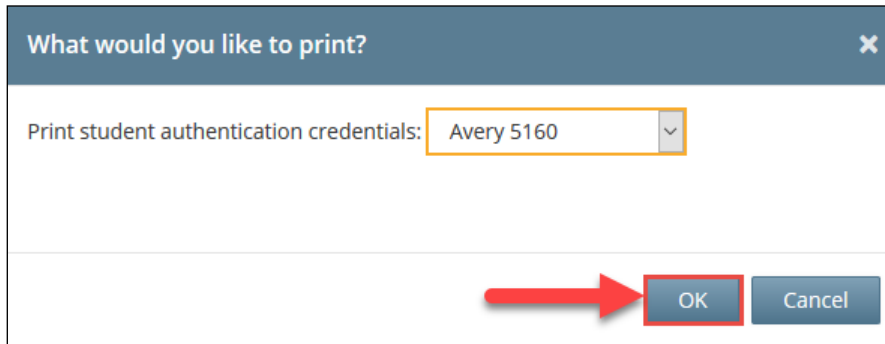 What would you like to print?
Print student authentication credentials: Avery 5160
OK Cancel